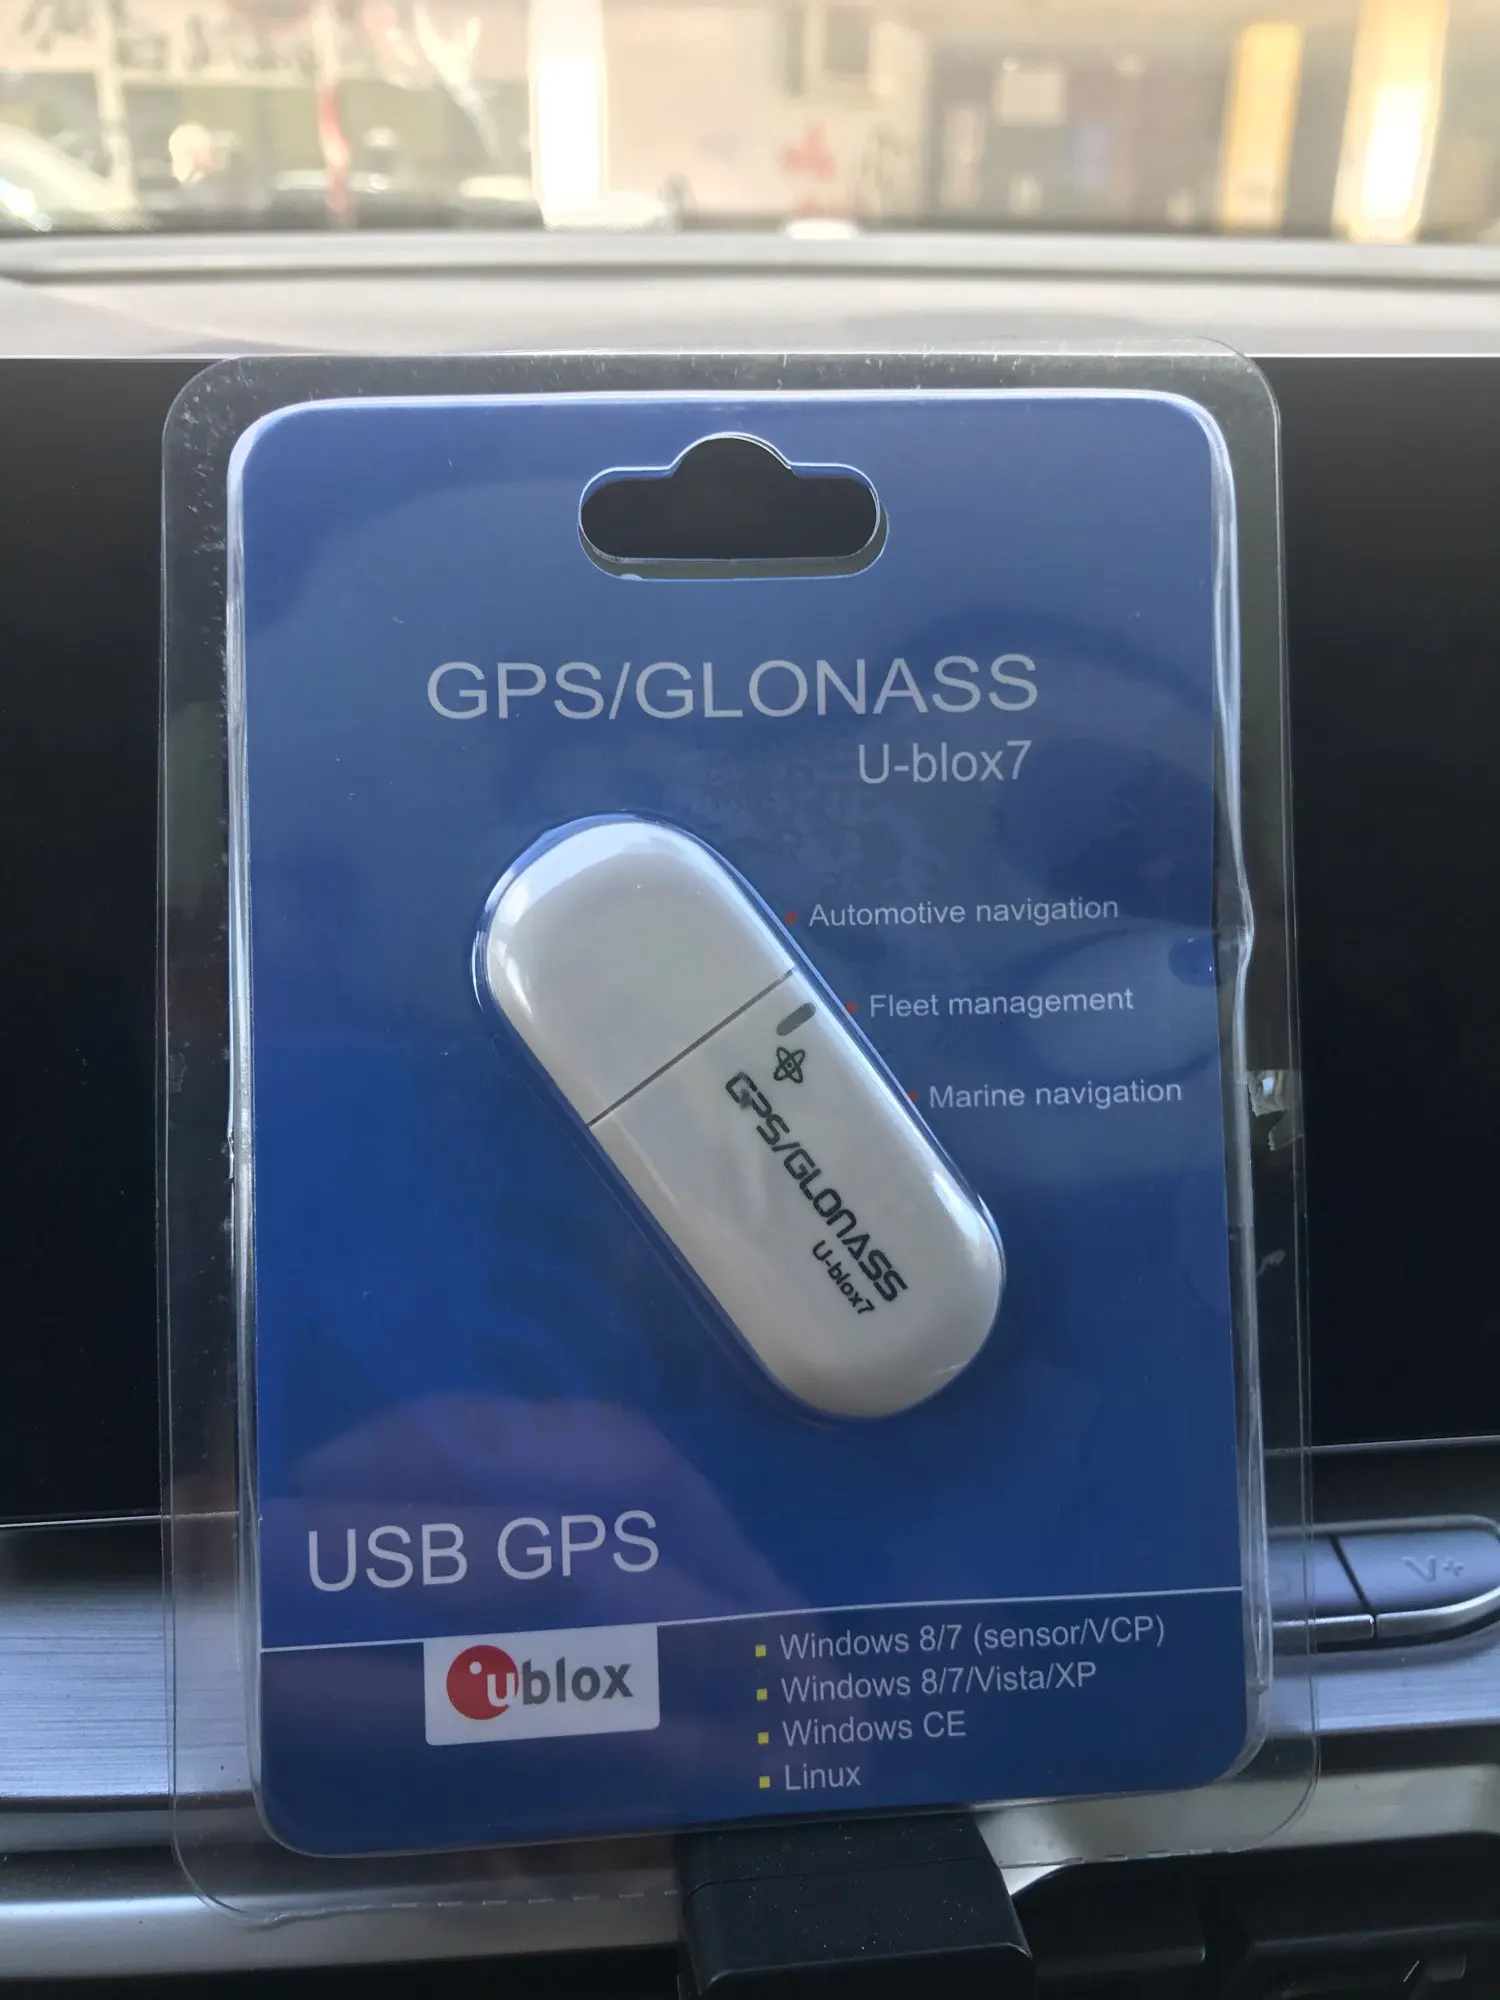 GPS/GLONASS
U-blox7
Automotive navigation
Fleet management
Marine navigation
GPS/GLONASS
U-blox7
USB GPS
ublox
Windows 8/7 (sensor/VCP)
Windows 8/7/Vista/XP
Windows CE
Linux
V+